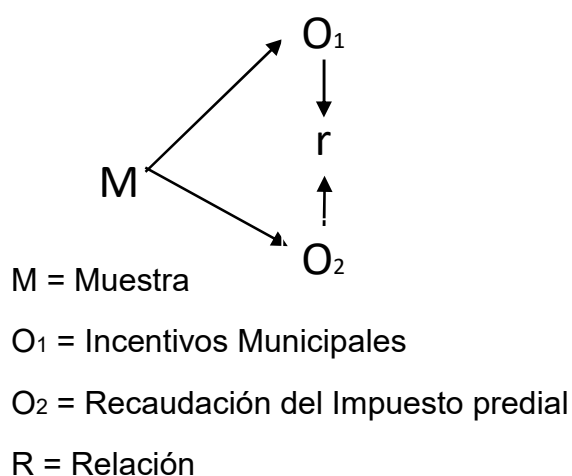 O₁
r
M
O₂
M = Muestra
O₁ = Incentivos Municipales
O₂ = Recaudación del Impuesto predial
R = Relación